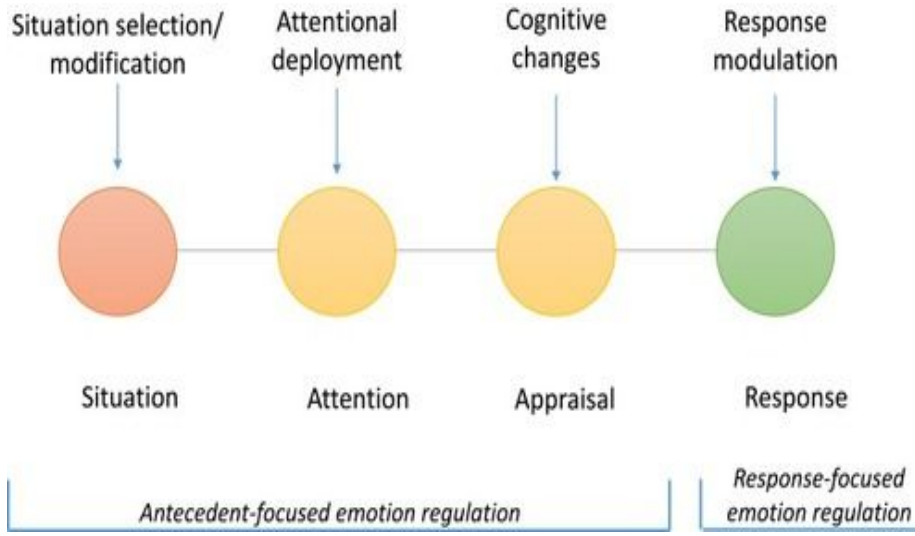 Situation selection/
modification
Attentional
deployment
Cognitive
changes
Response
modulation
Situation
Attention
Appraisal
Response
Antecedent-focused emotion regulation
Response-focused
emotion regulation